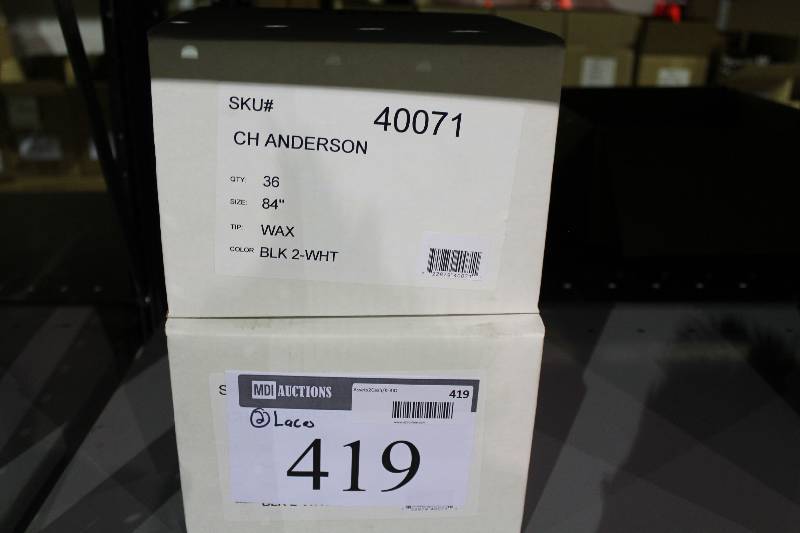 SKU# 40071
CH ANDERSON
QTY: 36
SIZE: 84"
TIP: WAX
COLOR BLK 2-WHT
MDI AUCTIONS
419
② Laces
419